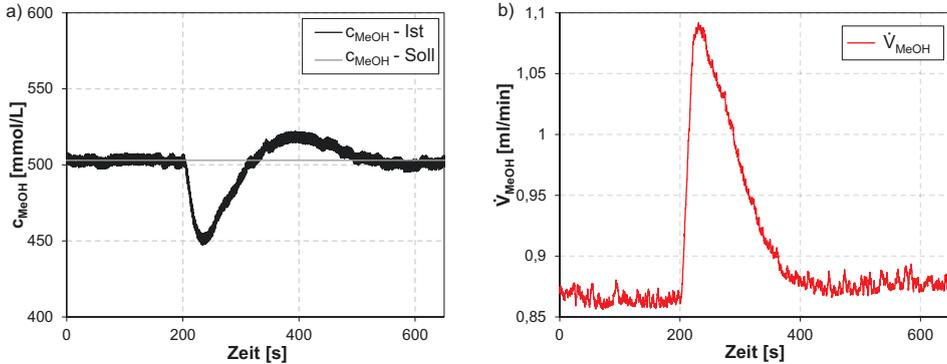 a)
600
550
500
450
400
0
200
400
600
c_MeOH [mmol/L]
Zeit [s]
c_MeOH - Ist
c_MeOH - Soll
b)
1,1
1,05
1
0,95
0,9
0,85
0
200
400
600
V̇_MeOH [ml/min]
Zeit [s]
V̇_MeOH